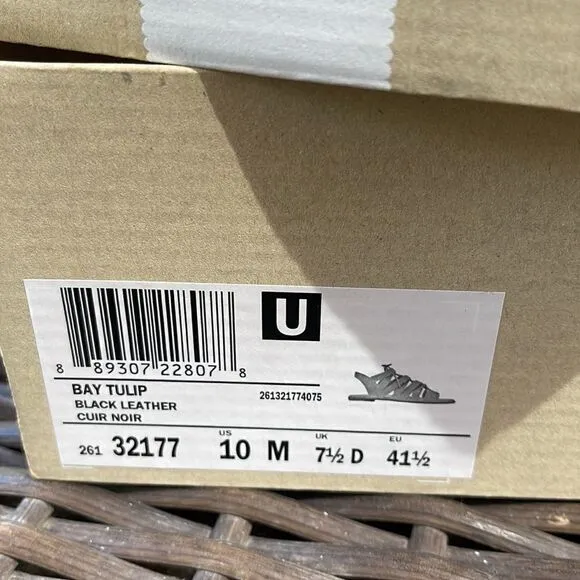 U
8 89307 22807 8
BAY TULIP
261321774075
BLACK LEATHER
CUIR NOIR
US UK EU
261 32177 10 M 7½ D 41½